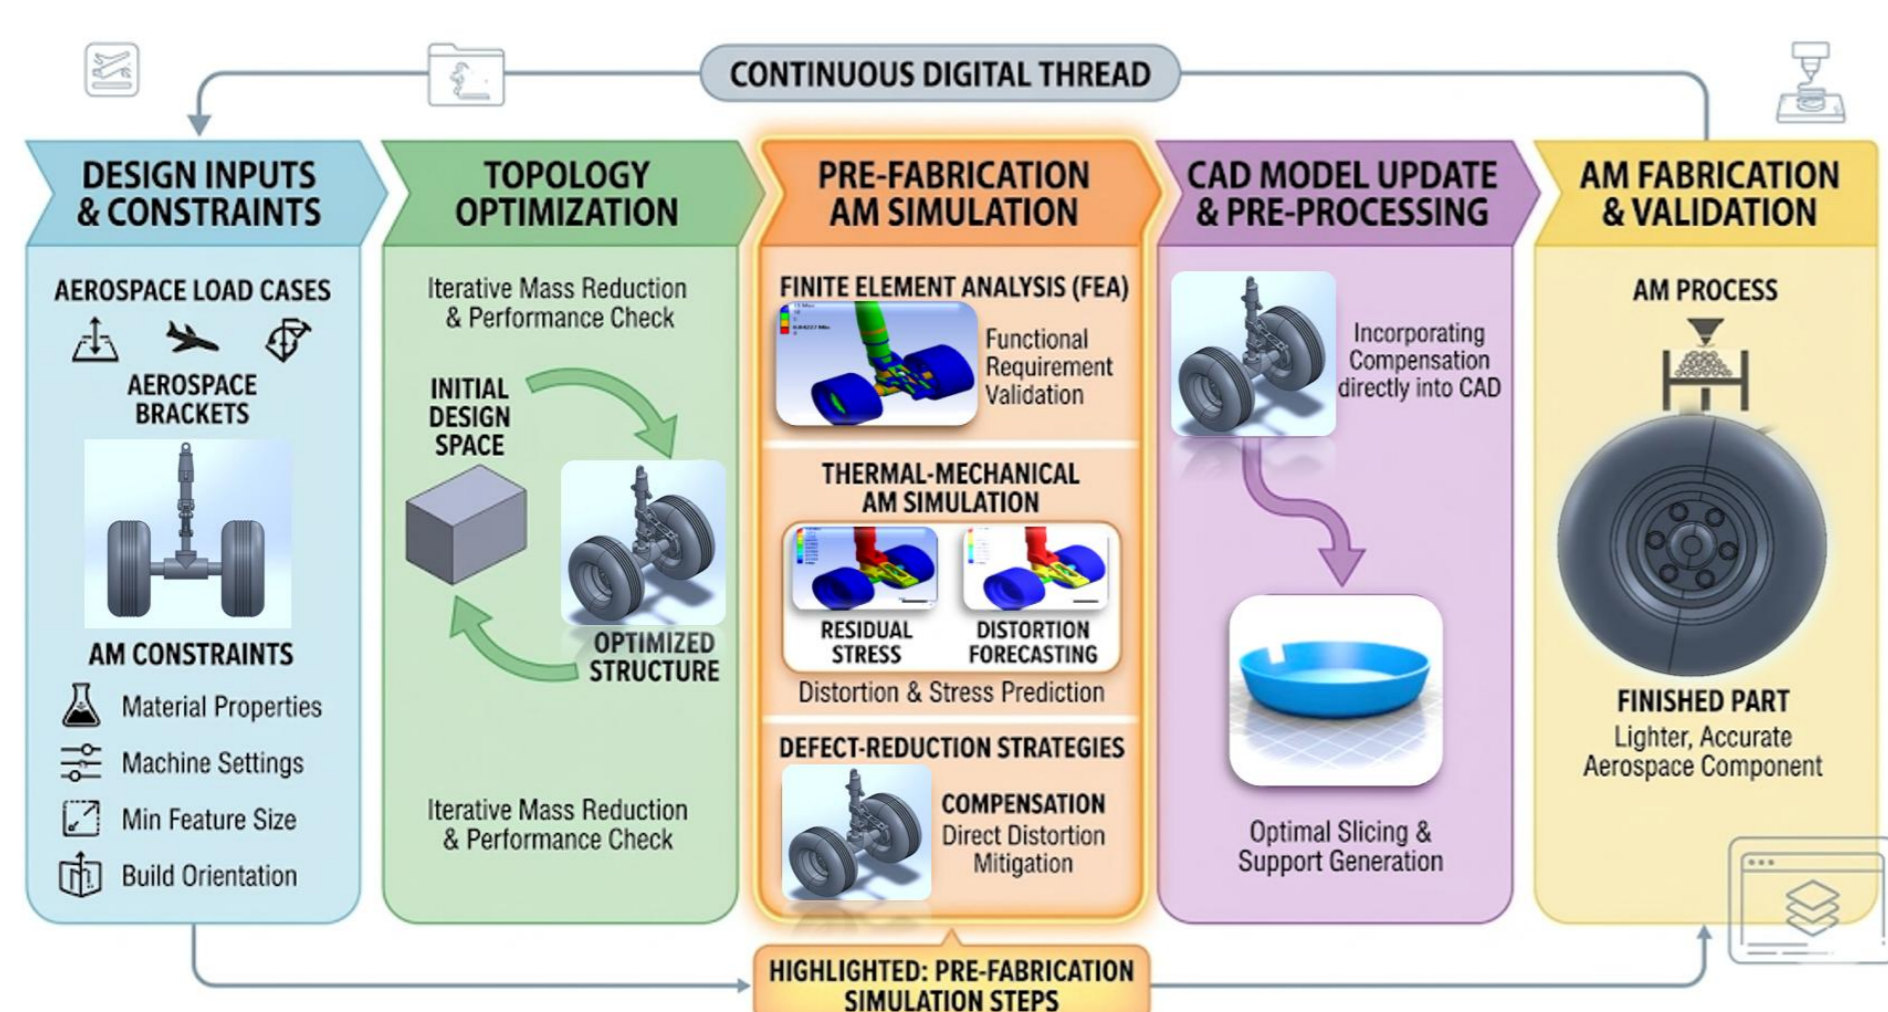 CONTINUOUS DIGITAL THREAD
DESIGN INPUTS
& CONSTRAINTS
AEROSPACE LOAD CASES
AEROSPACE
BRACKETS
AM CONSTRAINTS
Material Properties
Machine Settings
Min Feature Size
Build Orientation
TOPOLOGY
OPTIMIZATION
Iterative Mass Reduction
& Performance Check
INITIAL
DESIGN
SPACE
OPTIMIZED
STRUCTURE
Iterative Mass Reduction
& Performance Check
PRE-FABRICATION
AM SIMULATION
FINITE ELEMENT ANALYSIS (FEA)
Functional
Requirement
Validation
THERMAL-MECHANICAL
AM SIMULATION
RESIDUAL
STRESS
DISTORTION
FORECASTING
Distortion & Stress Prediction
DEFECT-REDUCTION STRATEGIES
COMPENSATION
Direct Distortion
Mitigation
CAD MODEL UPDATE
& PRE-PROCESSING
Incorporating
Compensation
directly into CAD
Optimal Slicing &
Support Generation
AM FABRICATION
& VALIDATION
AM PROCESS
FINISHED PART
Lighter, Accurate
Aerospace Component
HIGHLIGHTED: PRE-FABRICATION
SIMULATION STEPS